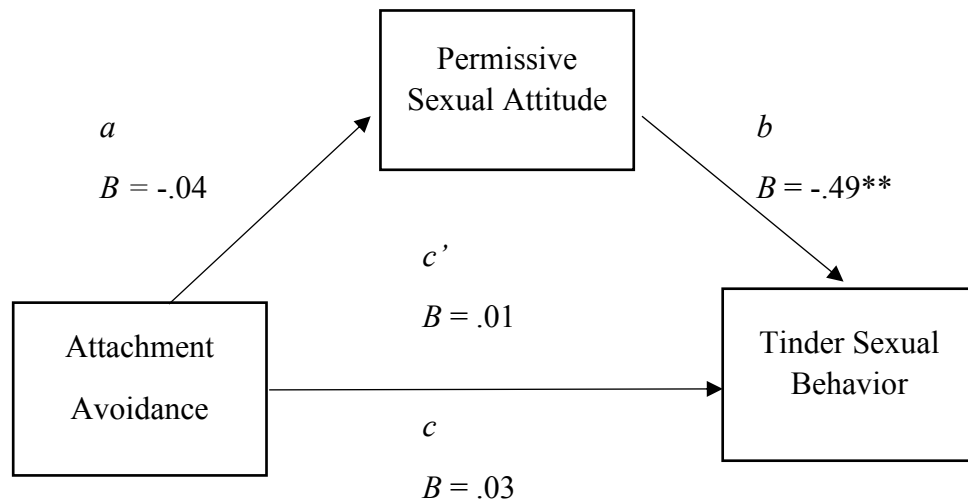 Permissive
Sexual Attitude
a
B = -.04
b
B = -.49**
c’
B = .01
Attachment
Avoidance
Tinder Sexual
Behavior
c
B = .03